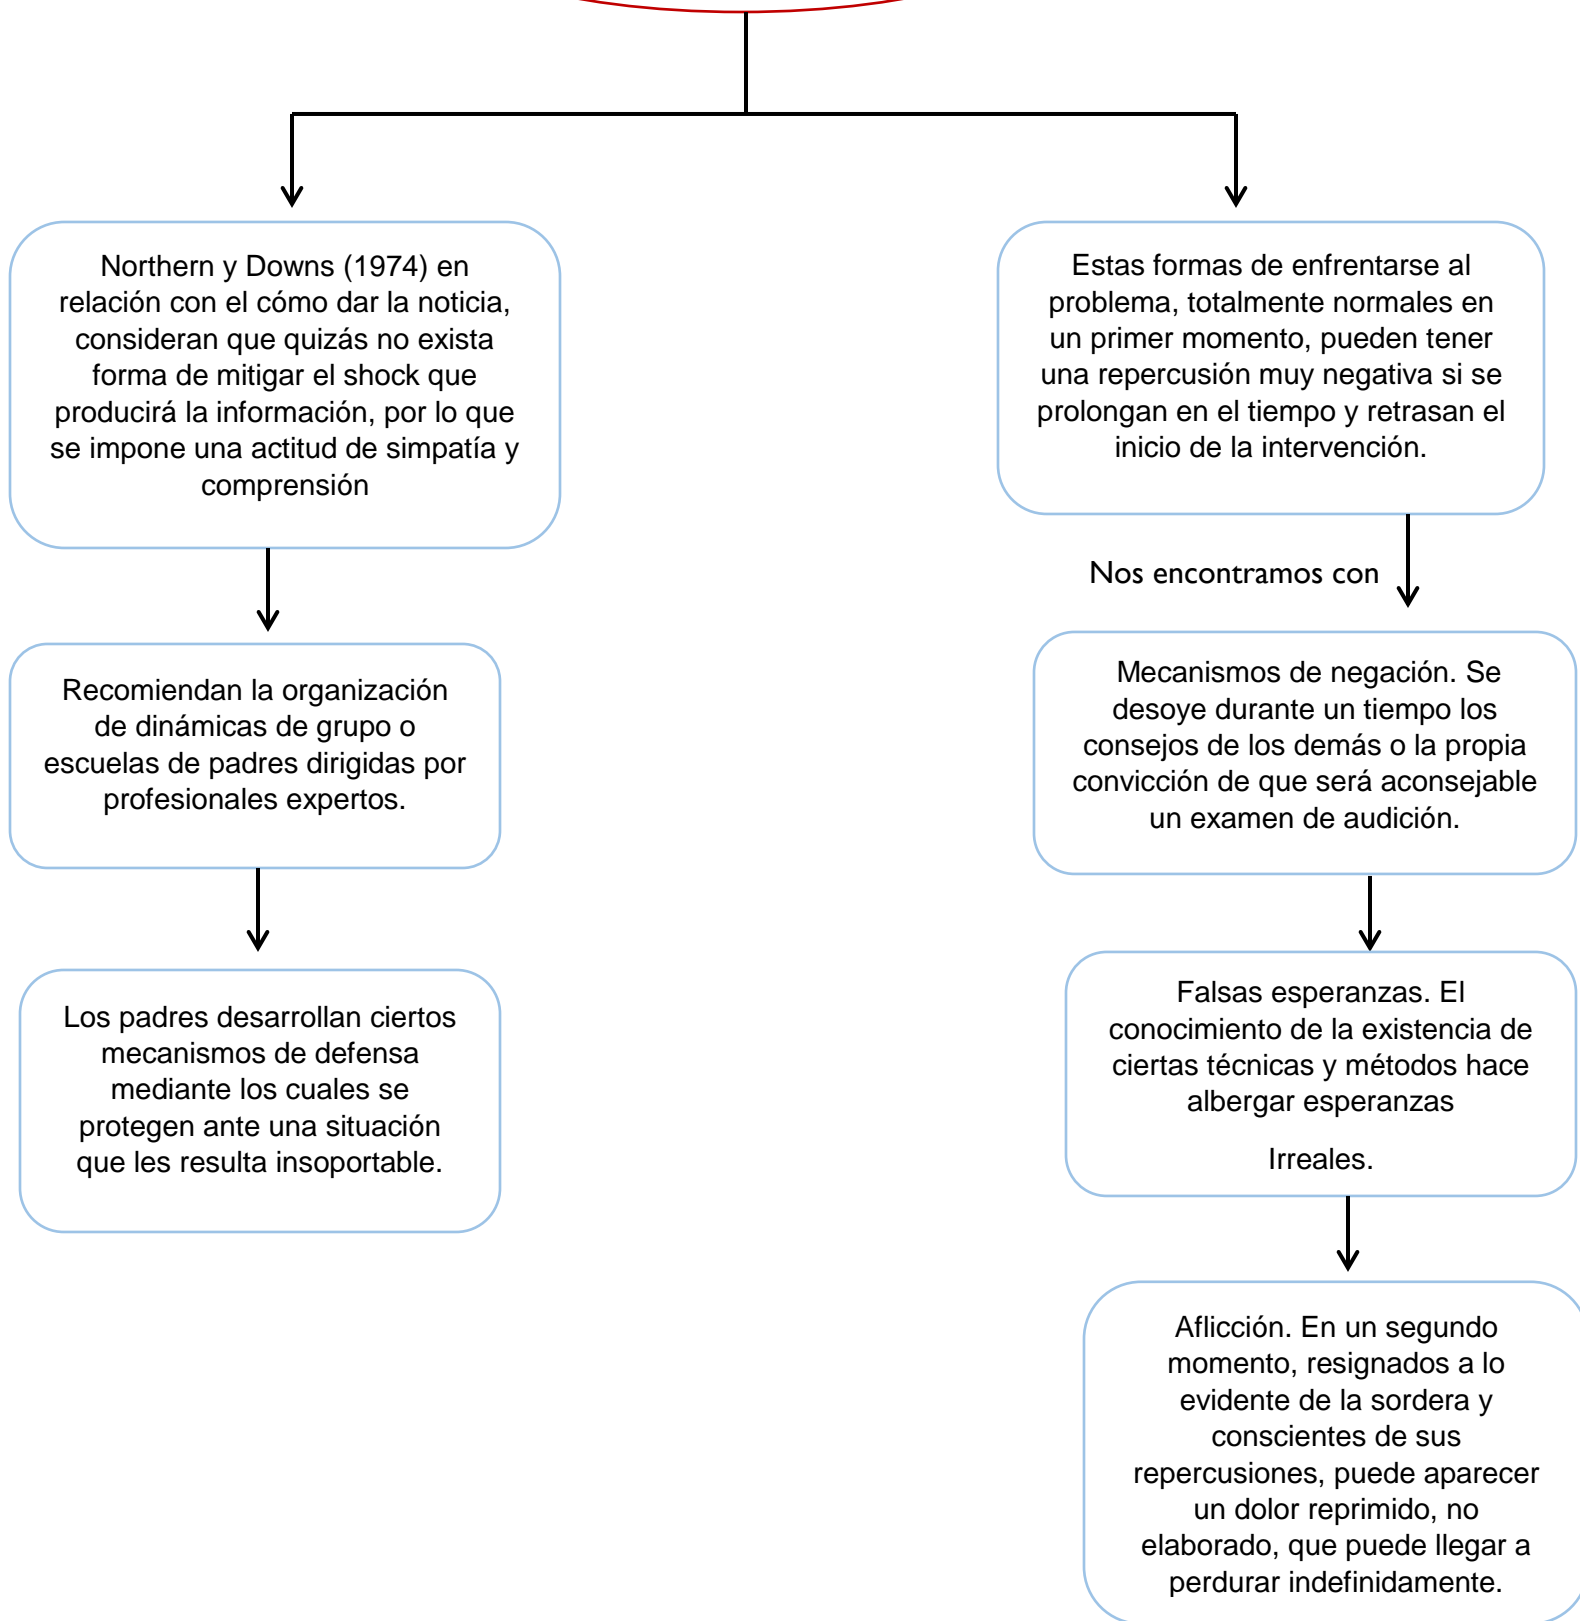 Northern y Downs (1974) en
relación con el cómo dar la noticia,
consideran que quizás no exista
forma de mitigar el shock que
producirá la información, por lo que
se impone una actitud de simpatía y
comprensión
Recomiendan la organización
de dinámicas de grupo o
escuelas de padres dirigidas por
profesionales expertos.
Los padres desarrollan ciertos
mecanismos de defensa
mediante los cuales se
protegen ante una situación
que les resulta insoportable.
Estas formas de enfrentarse al
problema, totalmente normales en
un primer momento, pueden tener
una repercusión muy negativa si se
prolongan en el tiempo y retrasan el
inicio de la intervención.
Nos encontramos con
Mecanismos de negación. Se
desoye durante un tiempo los
consejos de los demás o la propia
convicción de que será aconsejable
un examen de audición.
Falsas esperanzas. El
conocimiento de la existencia de
ciertas técnicas y métodos hace
albergar esperanzas
Irreales.
Aflicción. En un segundo
momento, resignados a lo
evidente de la sordera y
conscientes de sus
repercusiones, puede aparecer
un dolor reprimido, no
elaborado, que puede llegar a
perdurar indefinidamente.